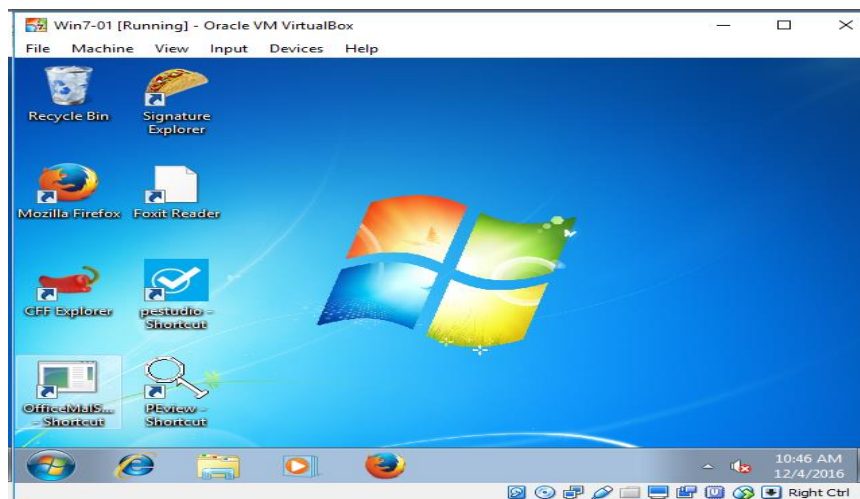 Win7-01 [Running] - Oracle VM VirtualBox
File Machine View Input Devices Help
Recycle Bin
Signature
Explorer
Mozilla Firefox
Foxit Reader
CFF Explorer
pestudio -
Shortcut
OfficeMalS...
- Shortcut
PEview -
Shortcut
10:46 AM
12/4/2016
Right Ctrl